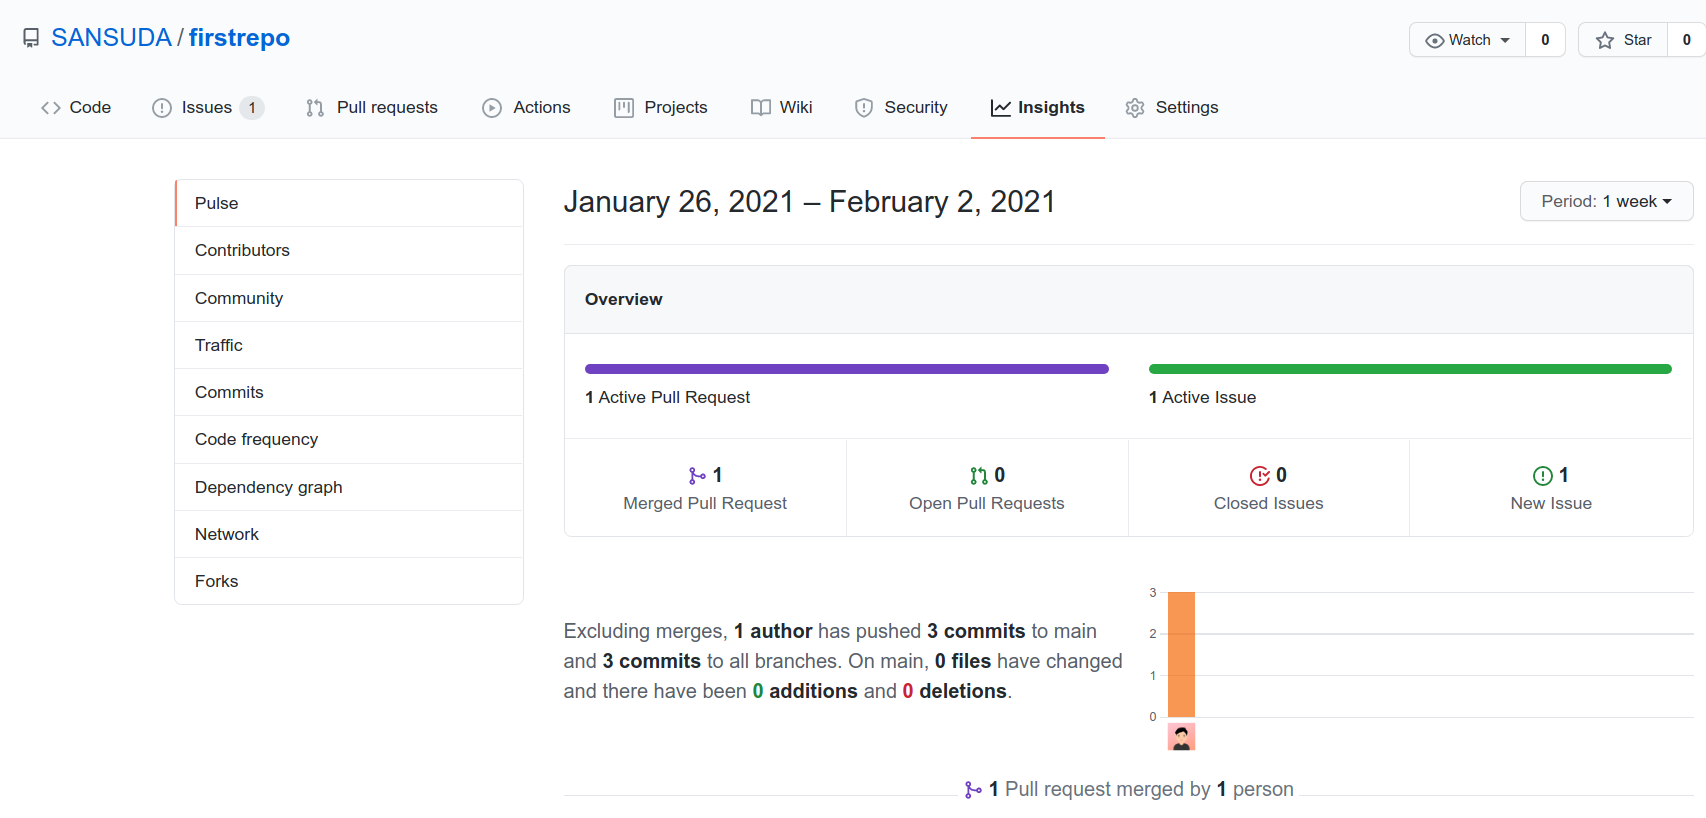 SANSUDA / firstrepo
Watch 0 Star 0
Code Issues 1 Pull requests Actions Projects Wiki Security Insights Settings
Pulse
Contributors
Community
Traffic
Commits
Code frequency
Dependency graph
Network
Forks
January 26, 2021 – February 2, 2021
Period: 1 week
Overview
1 Active Pull Request
1 Active Issue
1
Merged Pull Request
0
Open Pull Requests
0
Closed Issues
1
New Issue
Excluding merges, 1 author has pushed 3 commits to main
and 3 commits to all branches. On main, 0 files have changed
and there have been 0 additions and 0 deletions.
3
2
1
0
1 Pull request merged by 1 person